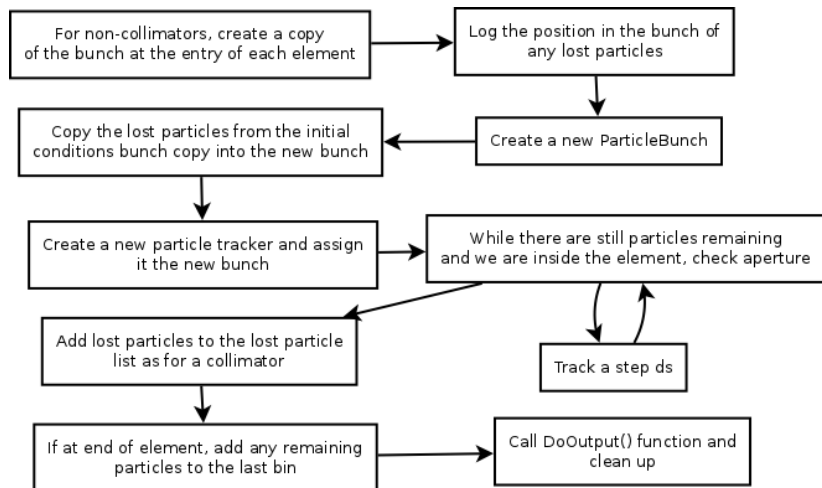 For non-collimators, create a copy
of the bunch at the entry of each element
Log the position in the bunch of
any lost particles
Create a new ParticleBunch
Copy the lost particles from the initial
conditions bunch copy into the new bunch
Create a new particle tracker and assign
it the new bunch
While there are still particles remaining
and we are inside the element, check aperture
Track a step ds
Add lost particles to the lost particle
list as for a collimator
If at end of element, add any remaining
particles to the last bin
Call DoOutput() function and
clean up